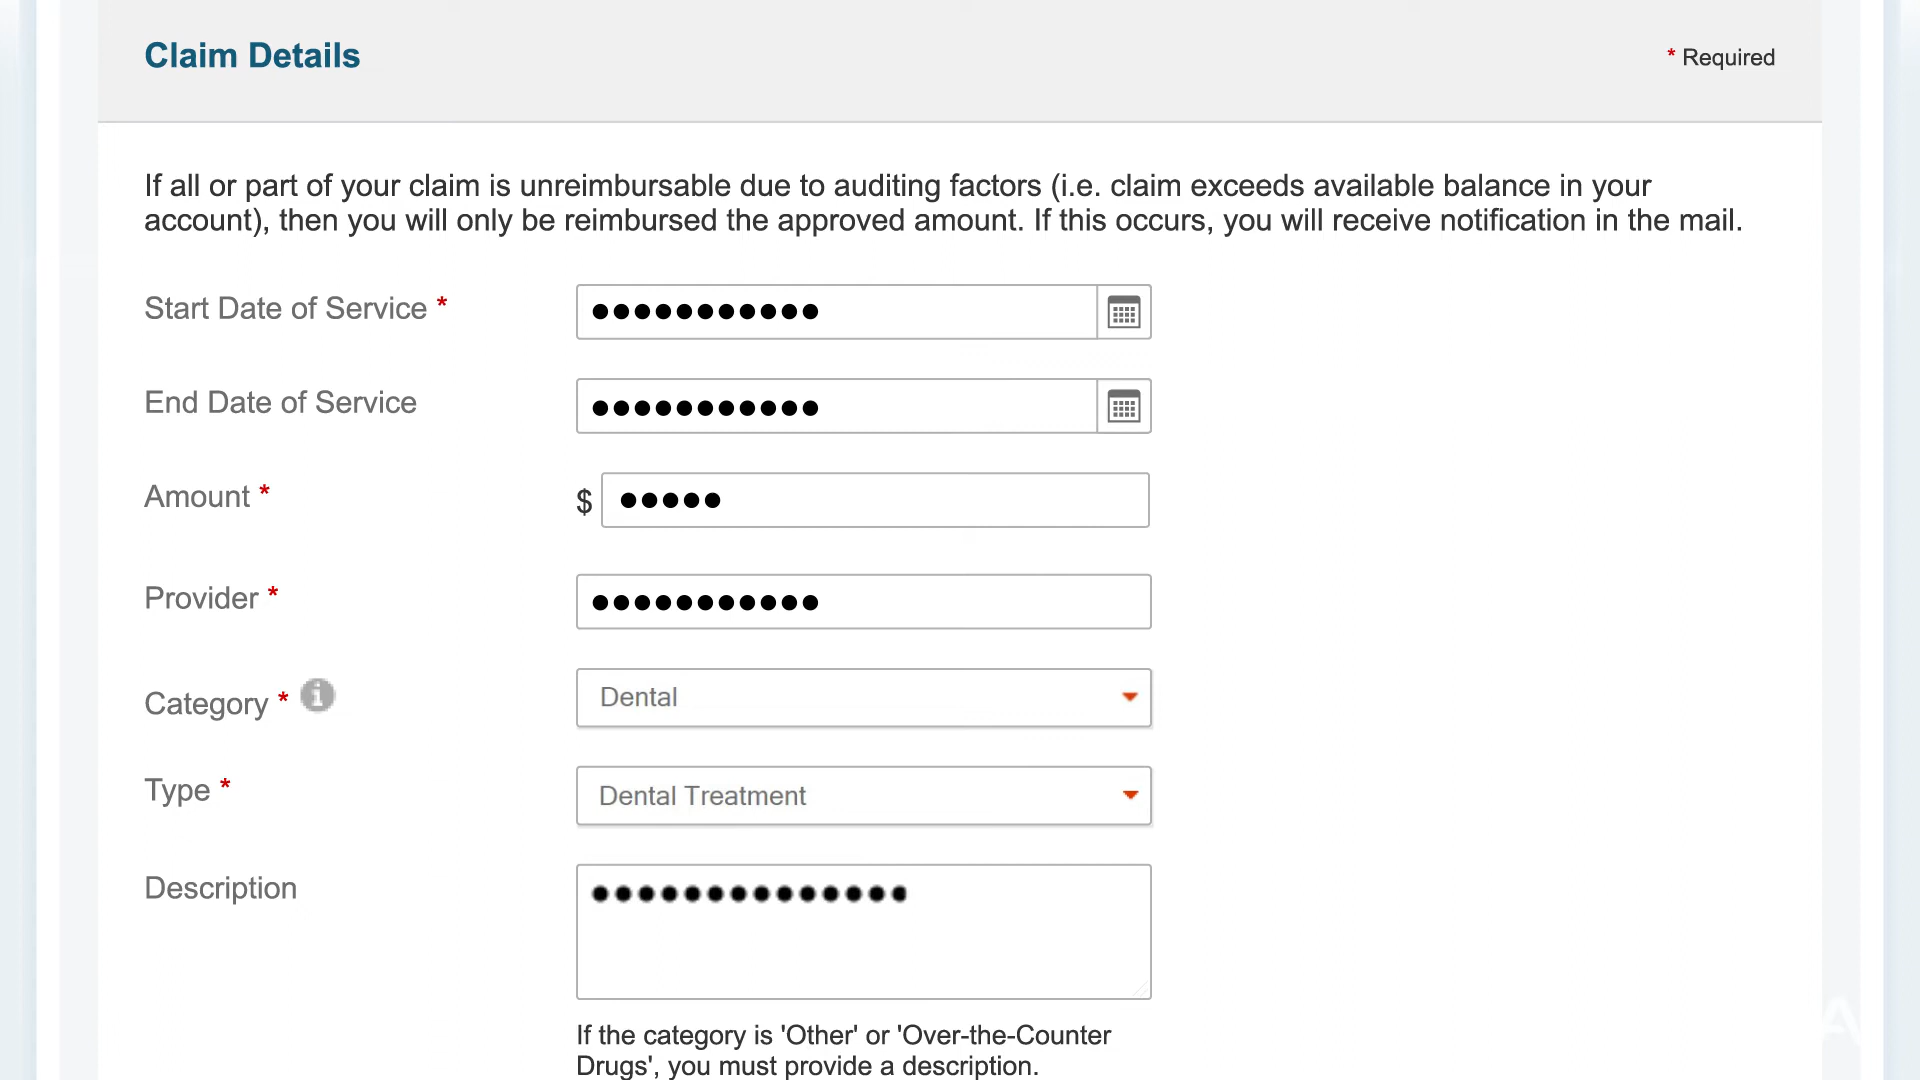 Claim Details
* Required
If all or part of your claim is unreimbursable due to auditing factors (i.e. claim exceeds available balance in your
account), then you will only be reimbursed the approved amount. If this occurs, you will receive notification in the mail.
Start Date of Service * ●●●●●●●●●●●
End Date of Service ●●●●●●●●●●●
Amount * $ ●●●●●
Provider * ●●●●●●●●●●●
Category * Dental
Type * Dental Treatment
Description ●●●●●●●●●●●●●●
If the category is 'Other' or 'Over-the-Counter
Drugs', you must provide a description.